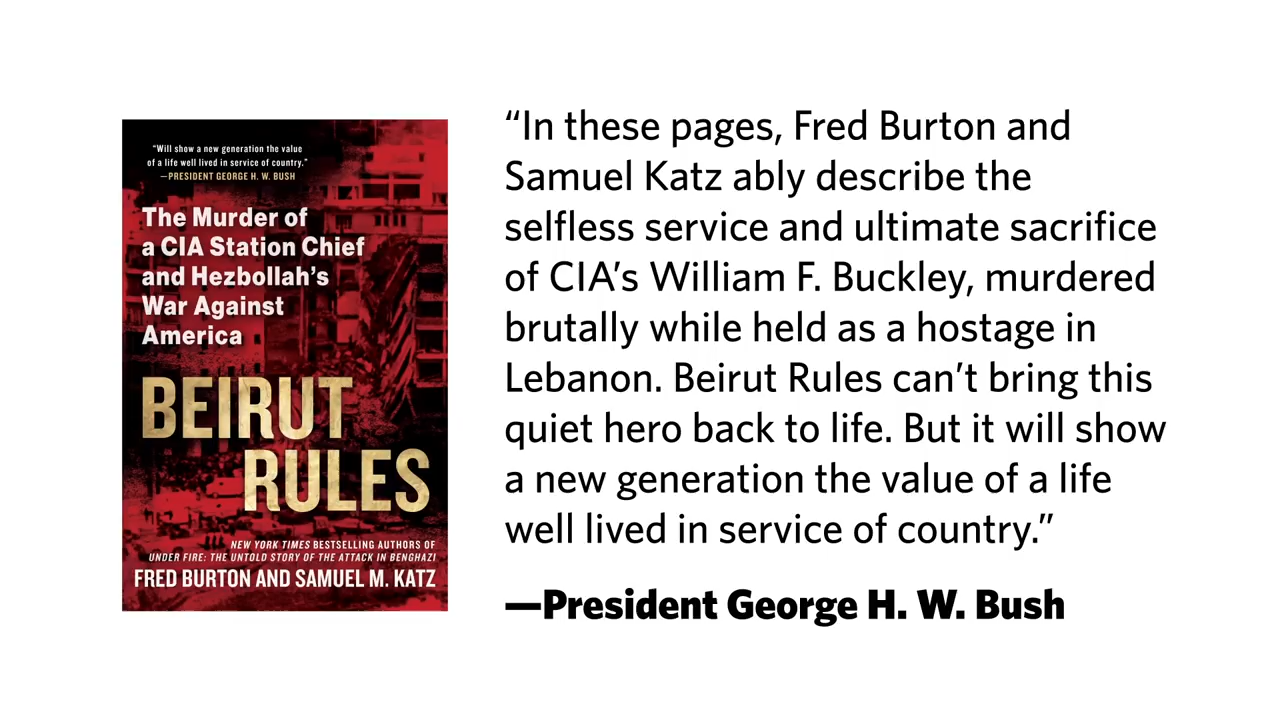 “Will show a new generation the value
of a life well lived in service of country.”
—PRESIDENT GEORGE H. W. BUSH
The Murder of
a CIA Station Chief
and Hezbollah’s
War Against
America
BEIRUT
RULES
NEW YORK TIMES BESTSELLING AUTHORS OF
UNDER FIRE: THE UNTOLD STORY OF THE ATTACK IN BENGHAZI
FRED BURTON AND SAMUEL M. KATZ
“In these pages, Fred Burton and
Samuel Katz ably describe the
selfless service and ultimate sacrifice
of CIA’s William F. Buckley, murdered
brutally while held as a hostage in
Lebanon. Beirut Rules can’t bring this
quiet hero back to life. But it will show
a new generation the value of a life
well lived in service of country.”
—President George H. W. Bush